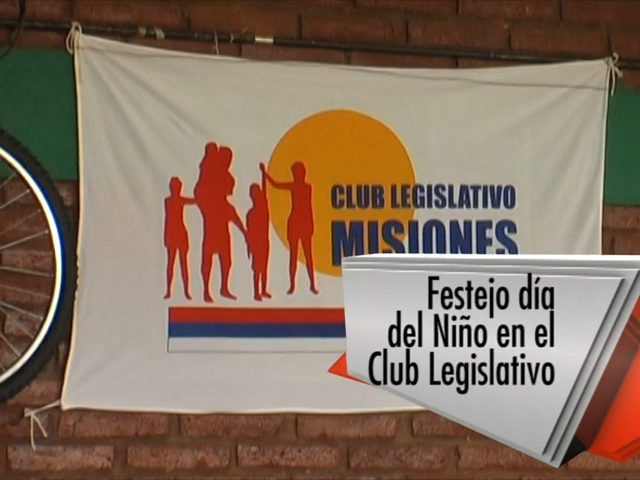 CLUB LEGISLATIVO
MISIONES
Festejo día
del Niño en el
Club Legislativo